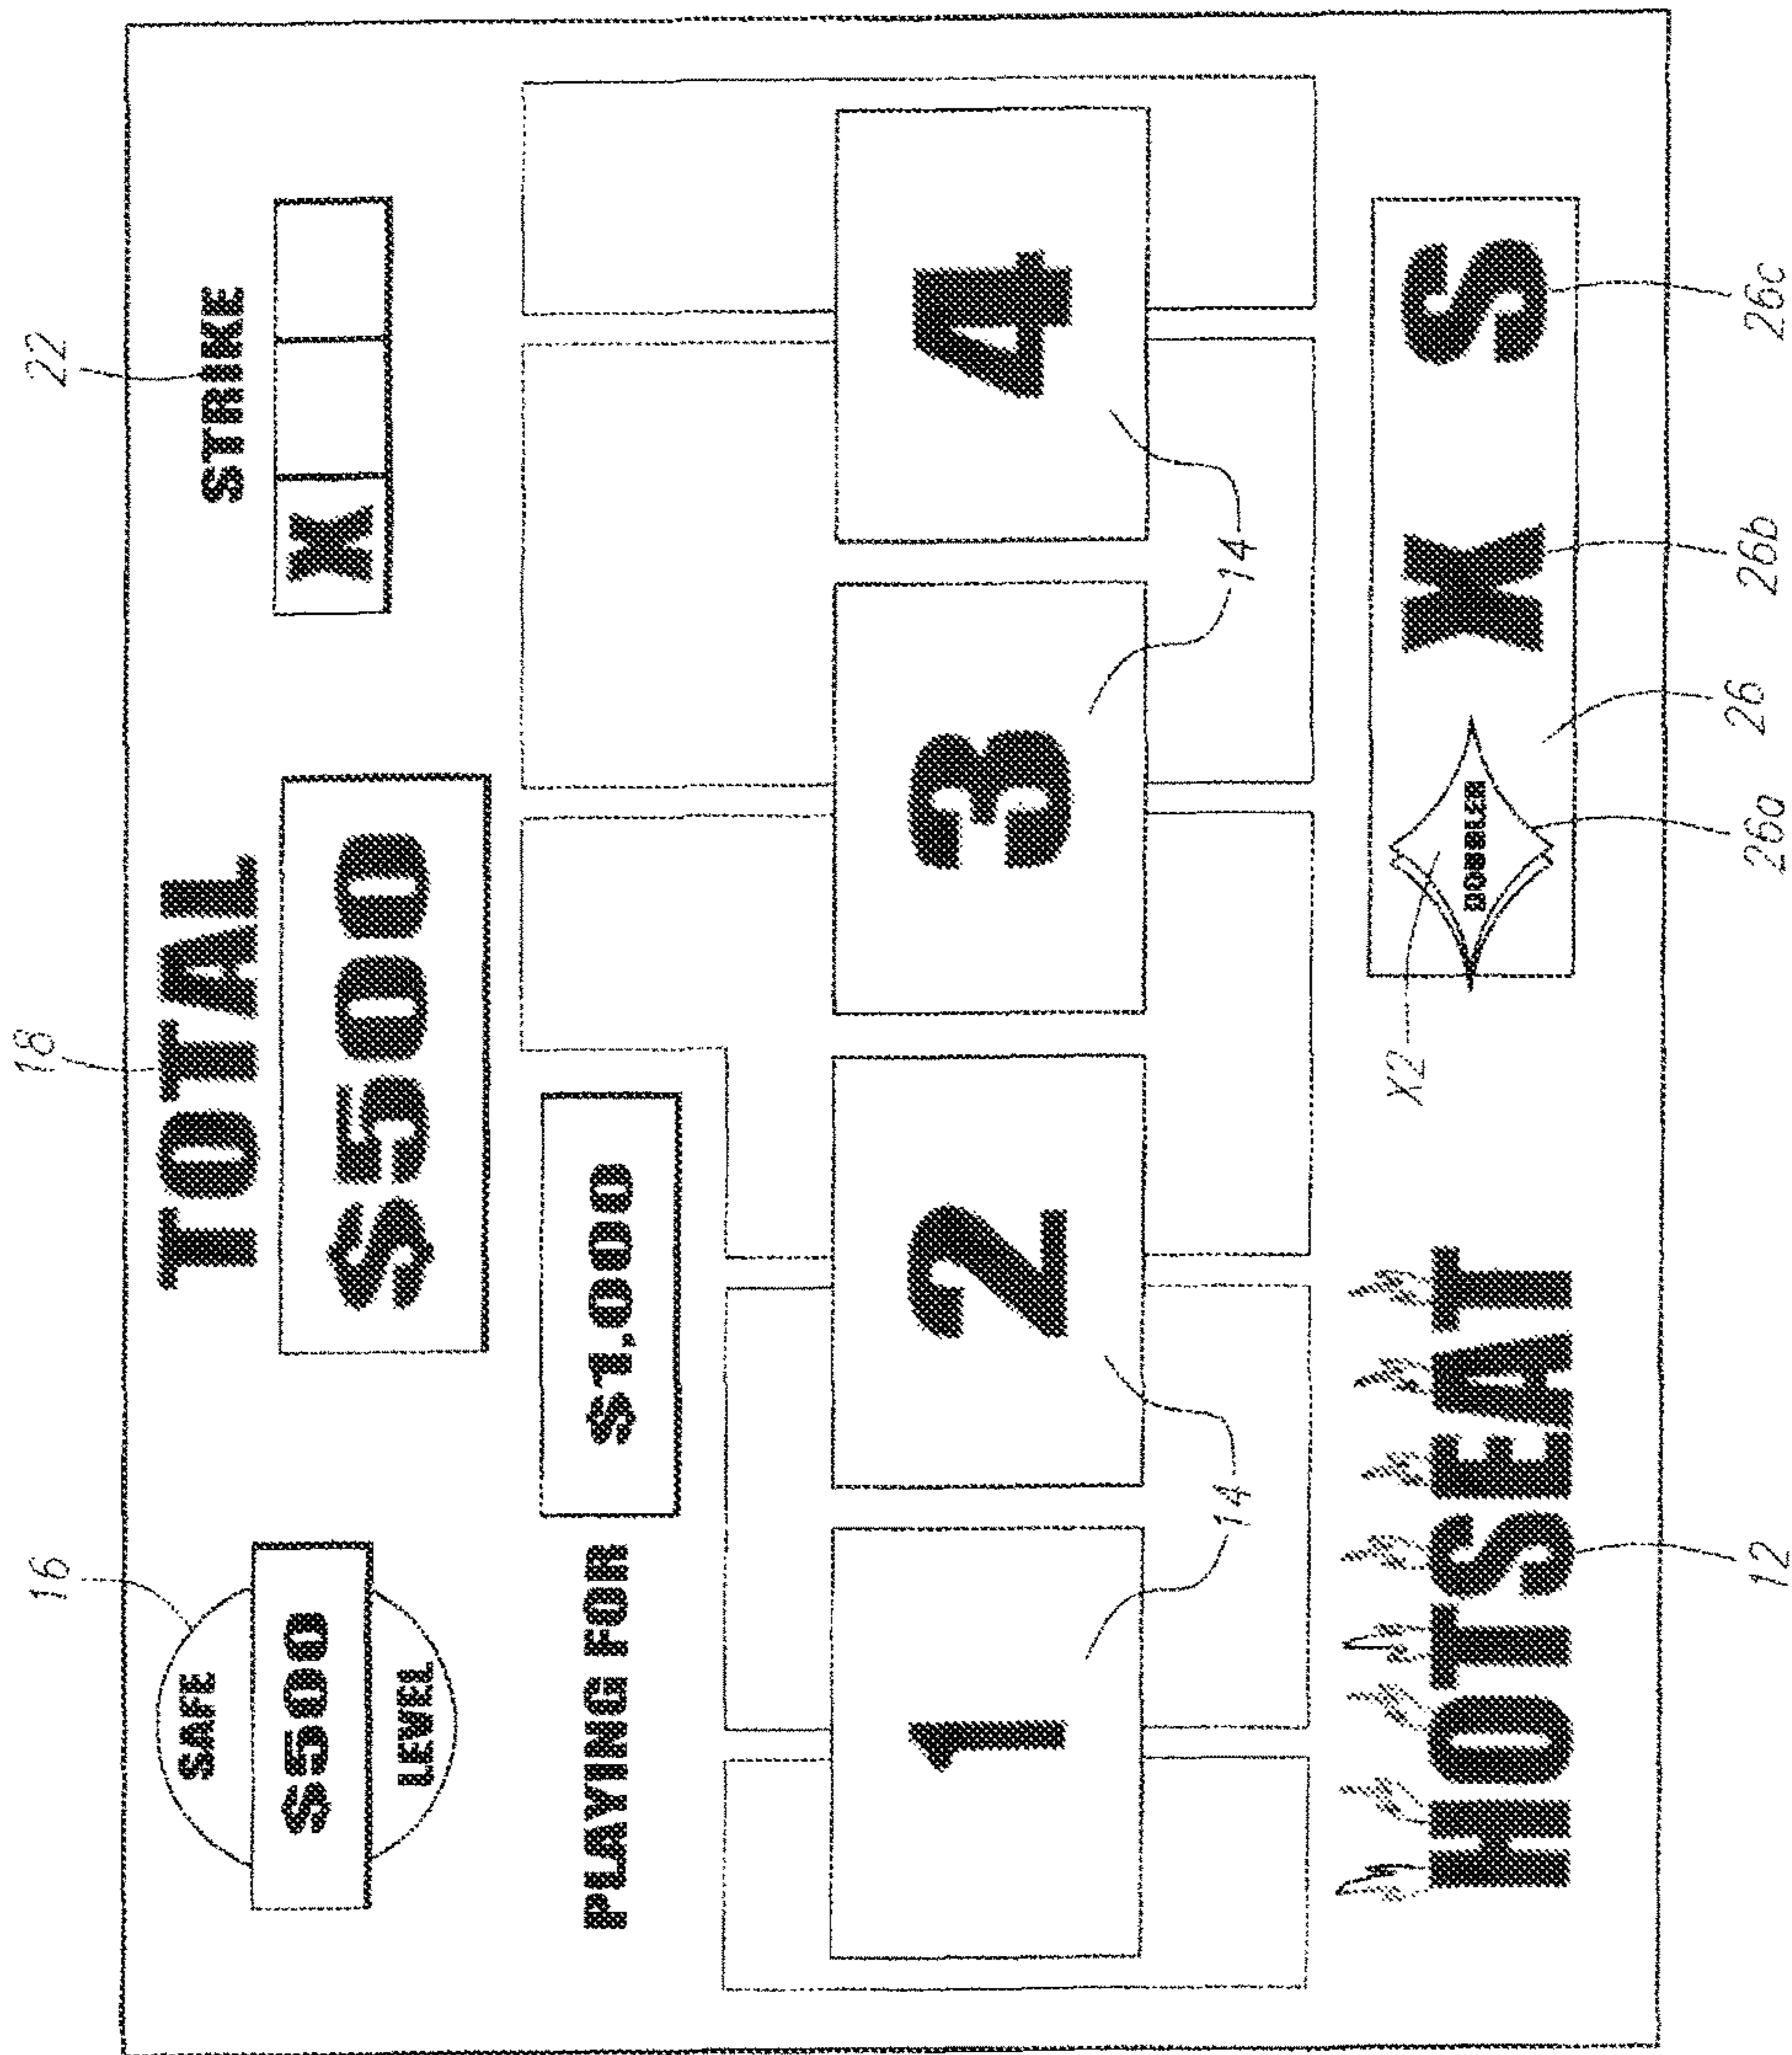 16
18
22
SAFE
$500
LEVEL
TOTAL
$500
STRIKE
X
PLAYING FOR
$1,000
1
2
3
4
14
14
HOTSEAT
X2
DOUBLER
X
S
12
26a
26
26b
26c